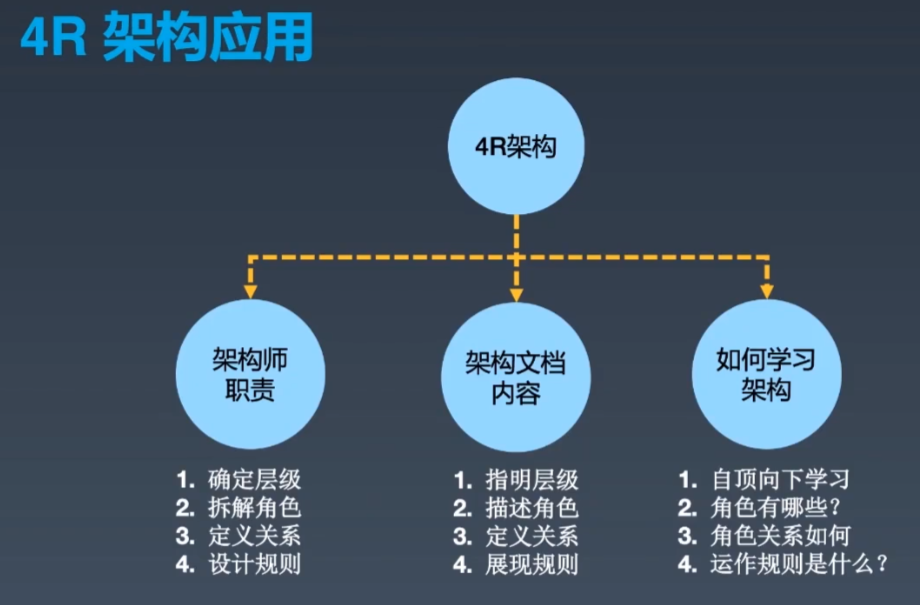 4R 架构应用
4R架构
架构师
职责
架构文档
内容
如何学习
架构
1. 确定层级
2. 拆解角色
3. 定义关系
4. 设计规则
1. 指明层级
2. 描述角色
3. 定义关系
4. 展现规则
1. 自顶向下学习
2. 角色有哪些？
3. 角色关系如何
4. 运作规则是什么？